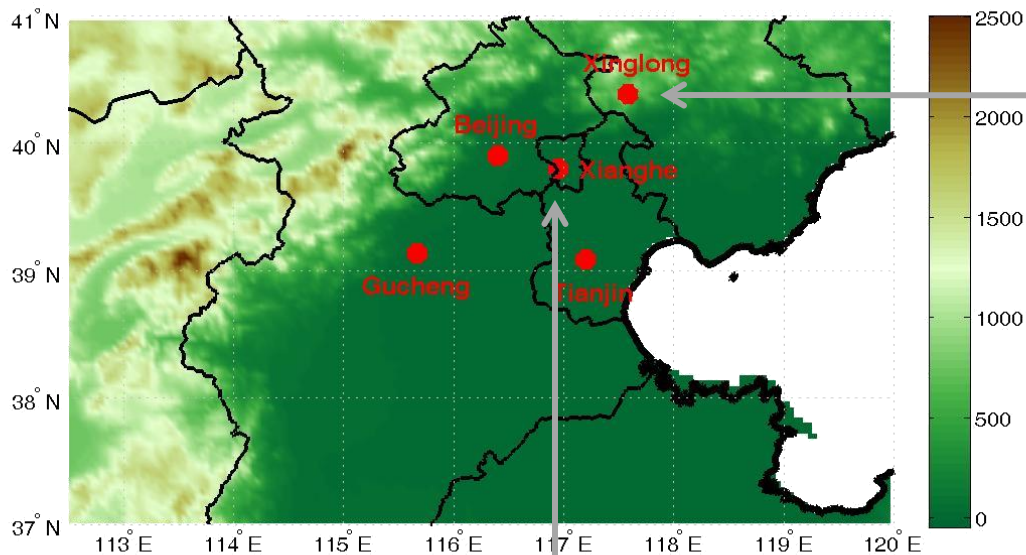 41° N
40° N
39° N
38° N
37° N
113° E
114° E
115° E
116° E
117° E
118° E
119° E
120° E
Xinglong
Beijing
Xianghe
Gucheng
Tianjin
2500
2000
1500
1000
500
0